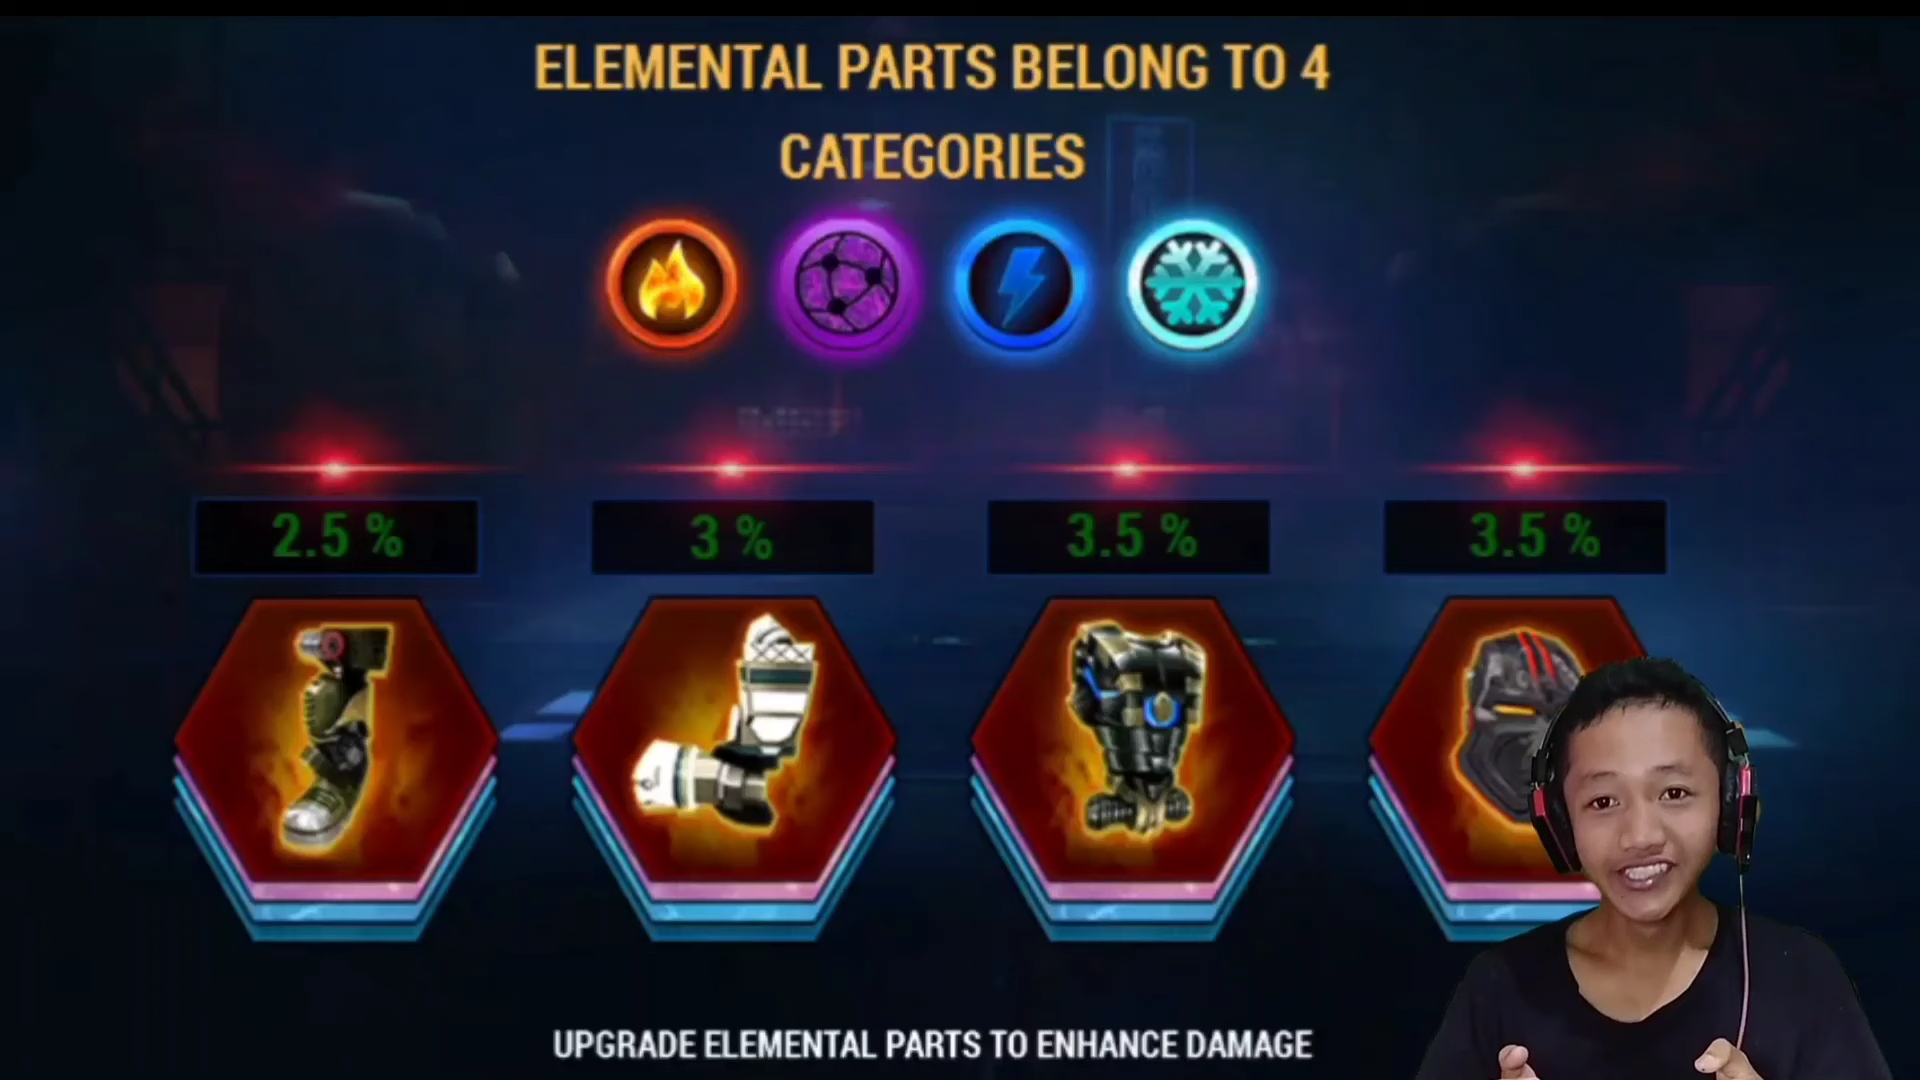 ELEMENTAL PARTS BELONG TO 4
CATEGORIES
2.5 %
3 %
3.5 %
3.5 %
UPGRADE ELEMENTAL PARTS TO ENHANCE DAMAGE